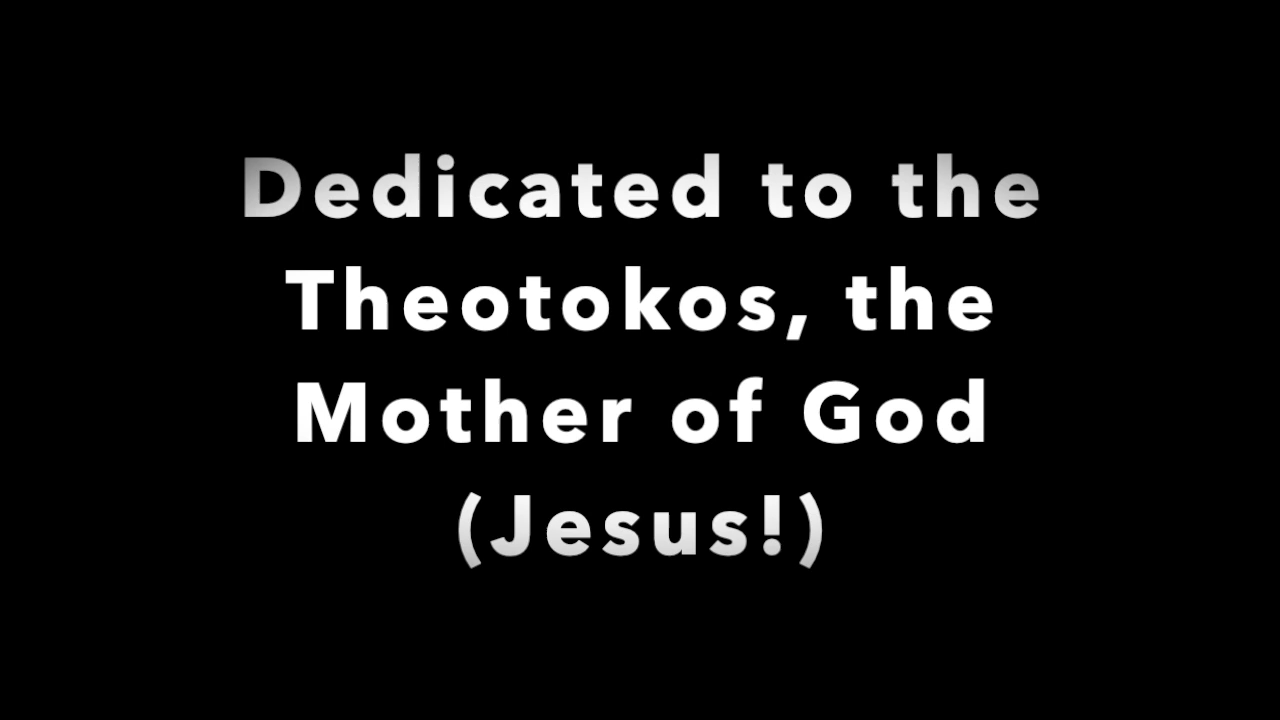 Dedicated to the
Theotokos, the
Mother of God
(Jesus!)